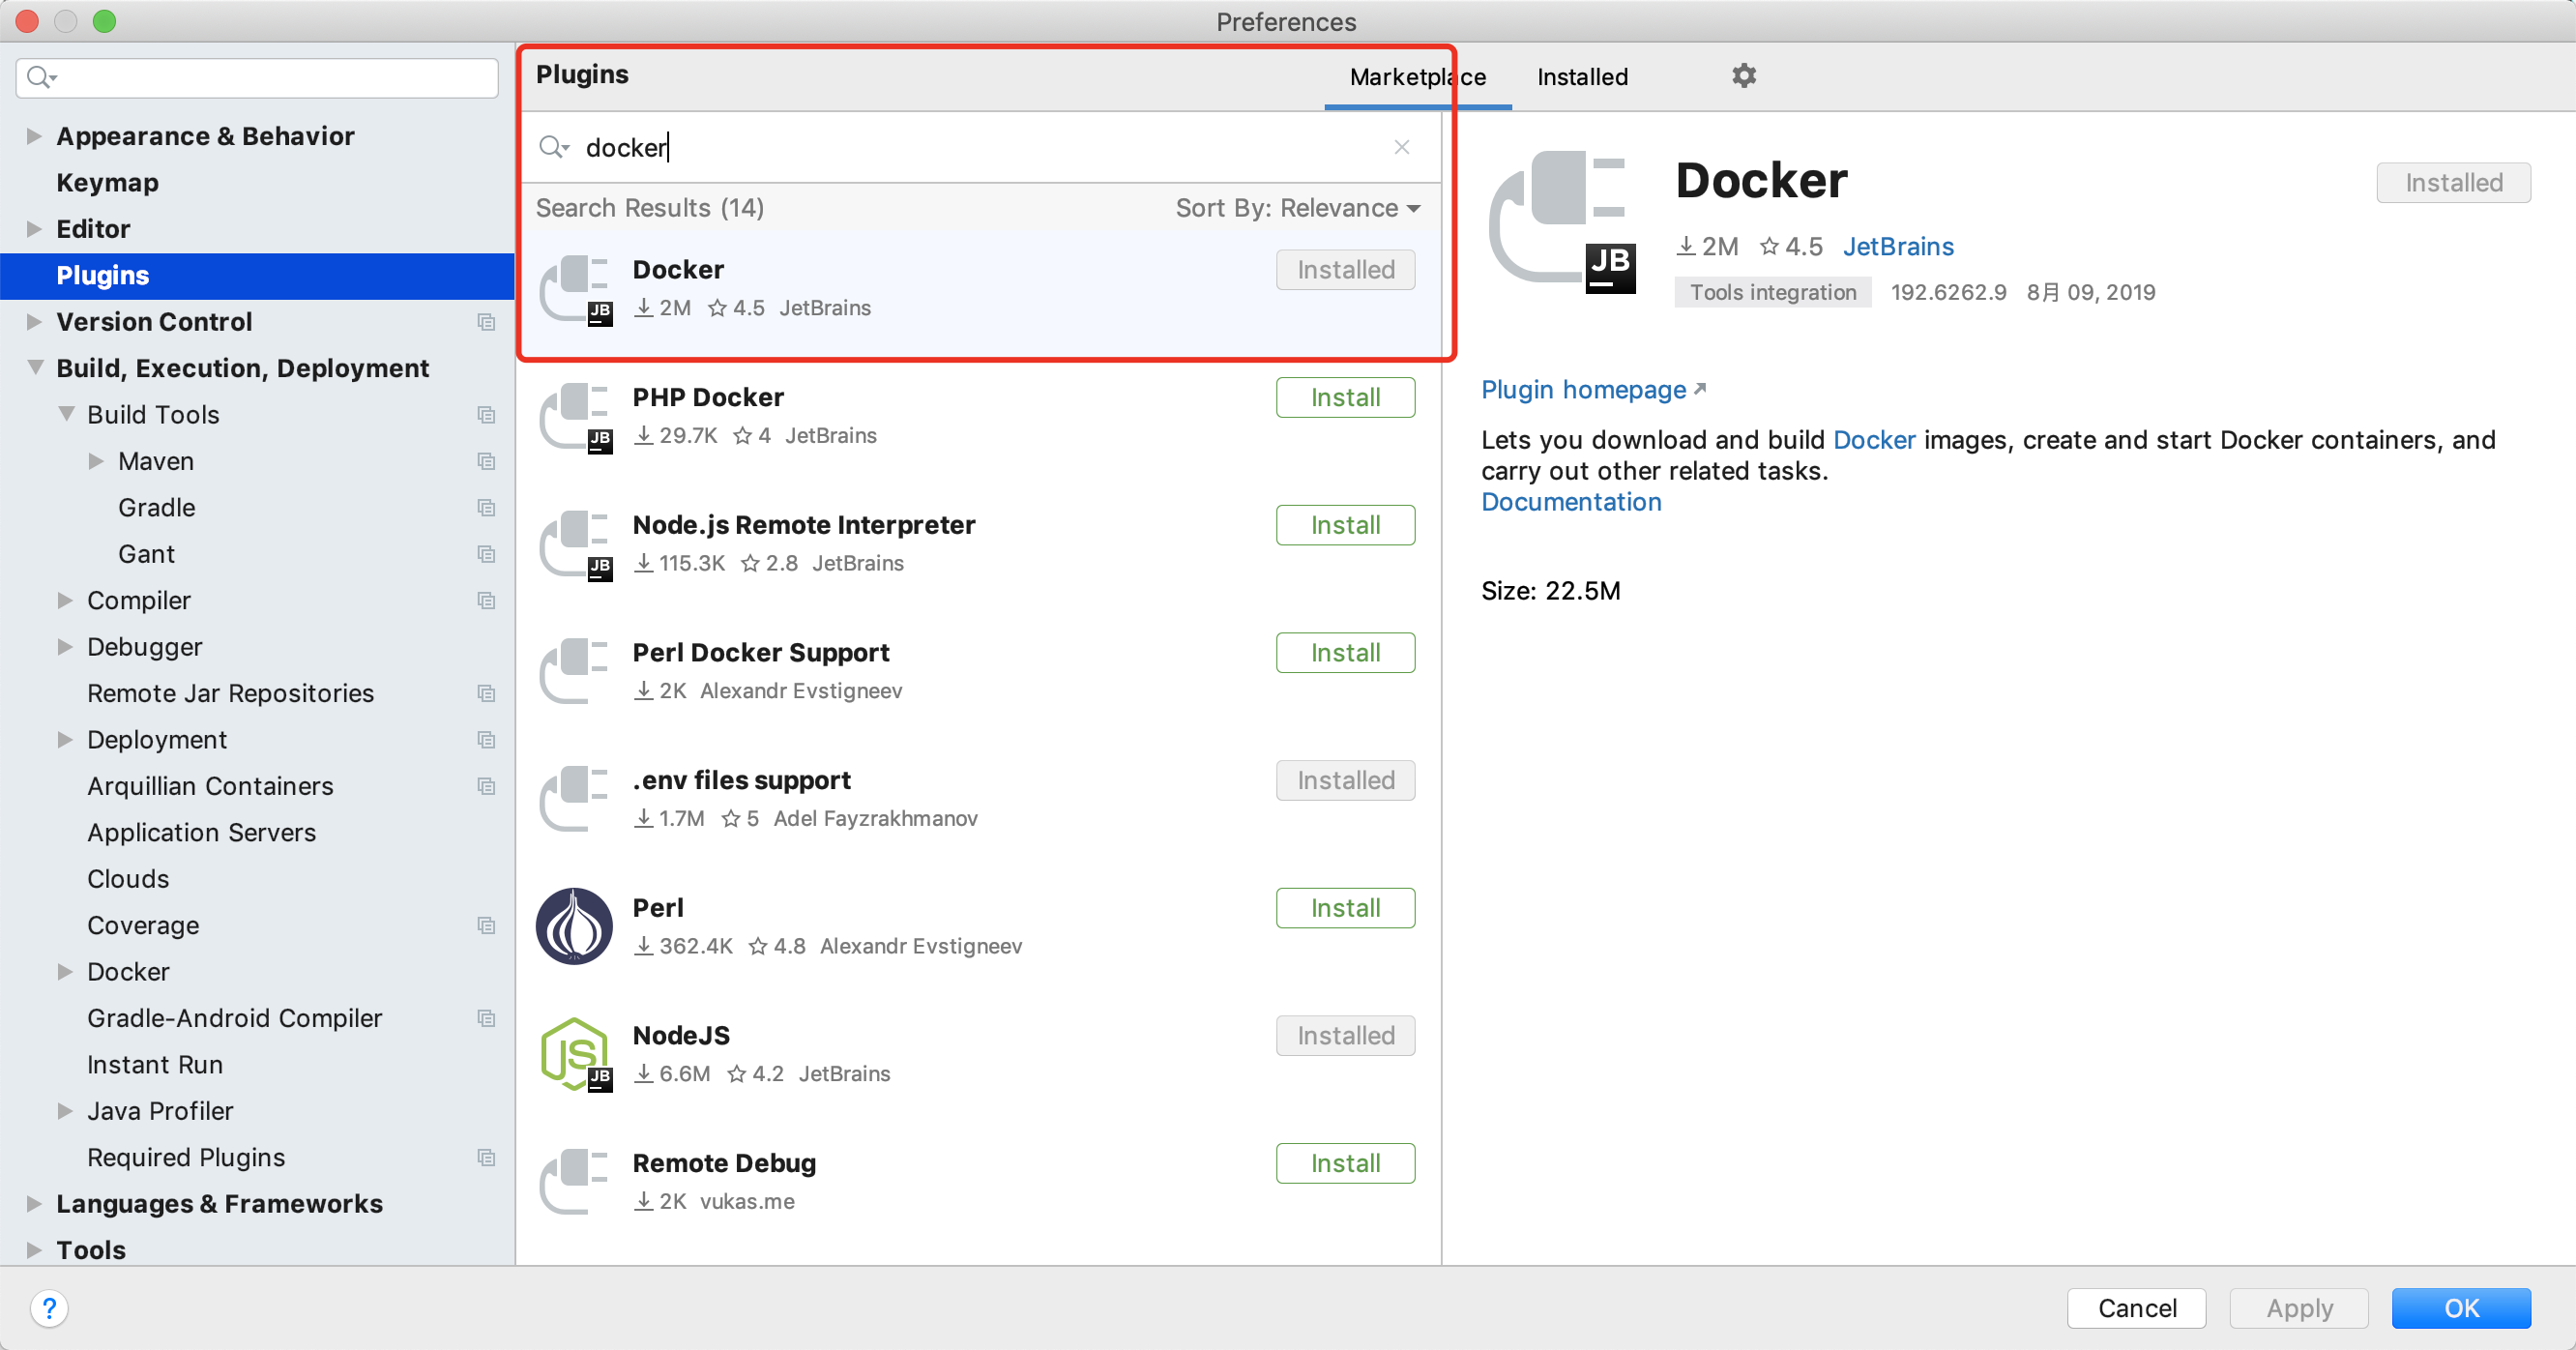 Preferences
Appearance & Behavior
Keymap
Editor
Plugins
Version Control
Build, Execution, Deployment
Build Tools
Maven
Gradle
Gant
Compiler
Debugger
Remote Jar Repositories
Deployment
Arquillian Containers
Application Servers
Clouds
Coverage
Docker
Gradle-Android Compiler
Instant Run
Java Profiler
Required Plugins
Languages & Frameworks
Tools
Plugins
Marketplace
Installed
docker
Search Results (14)
Sort By: Relevance
Docker
Installed
2M 4.5 JetBrains
JB
PHP Docker
Install
29.7K 4 JetBrains
JB
Node.js Remote Interpreter
Install
115.3K 2.8 JetBrains
JB
Perl Docker Support
Install
2K Alexandr Evstigneev
.env files support
Installed
1.7M 5 Adel Fayzrakhmanov
Perl
Install
362.4K 4.8 Alexandr Evstigneev
NodeJS
Installed
6.6M 4.2 JetBrains
JS
JB
Remote Debug
Install
2K vukas.me
Docker
Installed
2M 4.5 JetBrains
JB
Tools integration 192.6262.9 8月 09, 2019
Plugin homepage
Lets you download and build Docker images, create and start Docker containers, and
carry out other related tasks.
Documentation
Size: 22.5M
?
Cancel
Apply
OK